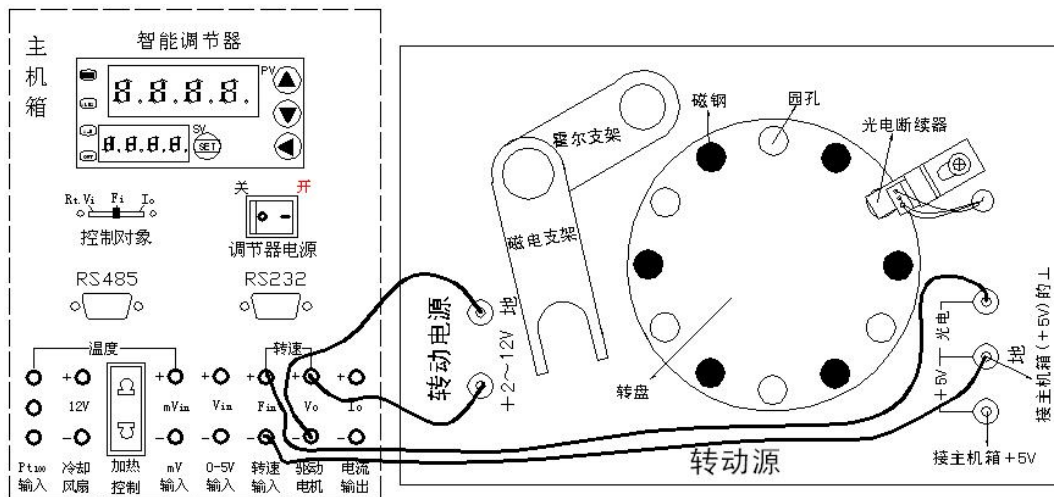 主机箱
智能调节器
PV
8.8.8.8.
SV
8.8.8.8.
SET
Rt.Vi Fi Io
控制对象
关 开
调节器电源
RS485
RS232
温度
转速
+ + + + + +
12V mVin Vin Fin Vo Io
- - - - - -
Pt100 冷却 加热 mV 0-5V 转速 驱动 电流
输入 风扇 控制 输入 输入 输入 电机 输出
霍尔支架
磁电支架
磁钢
园孔
光电断续器
转盘
转动电源
地
+2~12V
光电
地
+5V
接主机箱(+5V)的⊥
接主机箱+5V
转动源